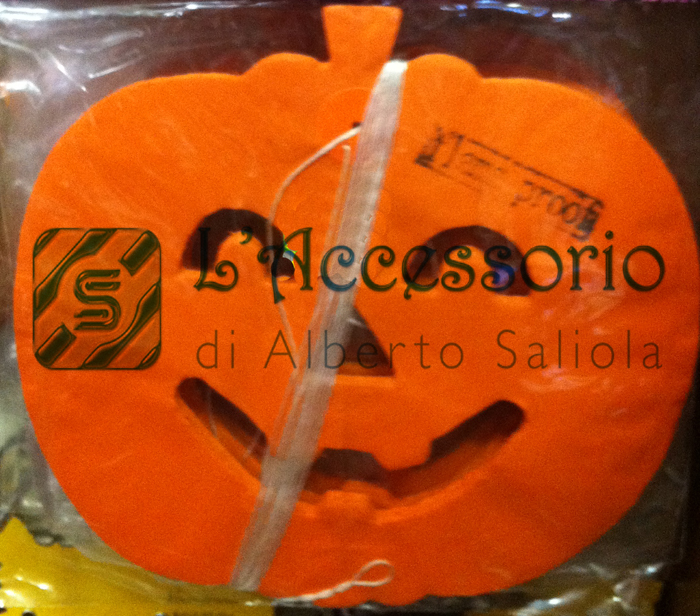 flame proof
L'Accessorio
di Alberto Saliola
S